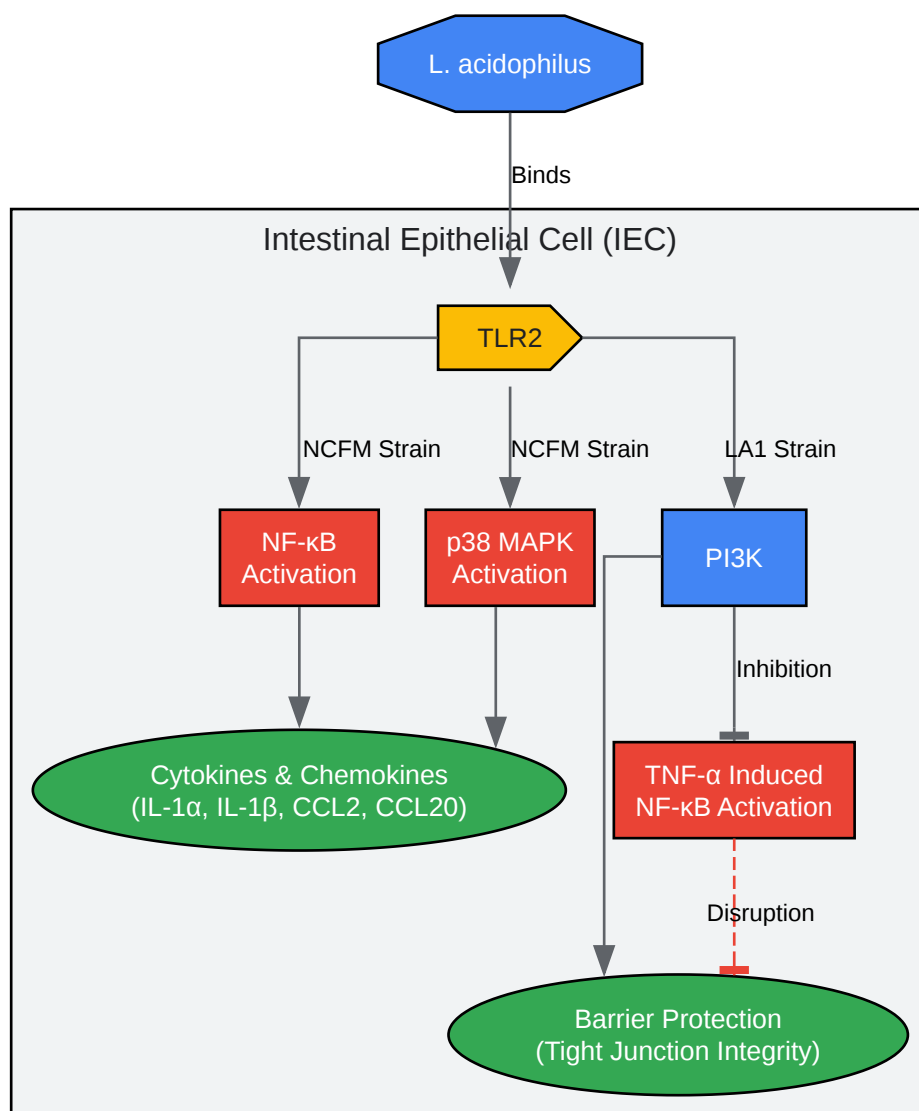 L. acidophilus
Binds
Intestinal Epithelial Cell (IEC)
TLR2
NCFM Strain
NCFM Strain
LA1 Strain
NF-κB
Activation
p38 MAPK
Activation
PI3K
Inhibition
Cytokines & Chemokines
(IL-1α, IL-1β, CCL2, CCL20)
TNF-α Induced
NF-κB Activation
Disruption
Barrier Protection
(Tight Junction Integrity)